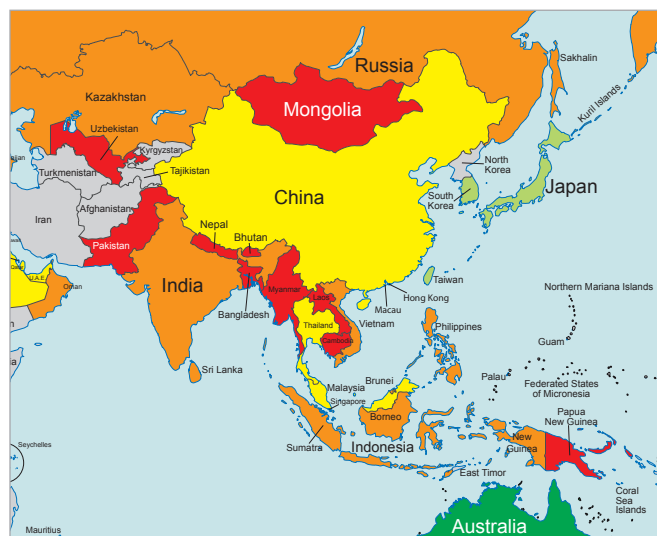 Russia
Sakhalin
Kazakhstan
Mongolia
Kuril Islands
Uzbekistan
Kyrgyzstan
North
Korea
Turkmenistan
Tajikistan
Japan
China
South
Korea
Iran
Afghanistan
Nepal
Pakistan
Bhutan
U.A.E.
Oman
Taiwan
India
Myanmar
Laos
Hong Kong
Northern Mariana Islands
Macau
Bangladesh
Thailand
Vietnam
Philippines
Cambodia
Guam
Sri Lanka
Palau
Malaysia
Brunei
Federated States
of Micronesia
Singapore
Borneo
Papua
New Guinea
New
Guinea
Sumatra
Indonesia
Seychelles
East Timor
Coral
Sea
Islands
Mauritius
Australia